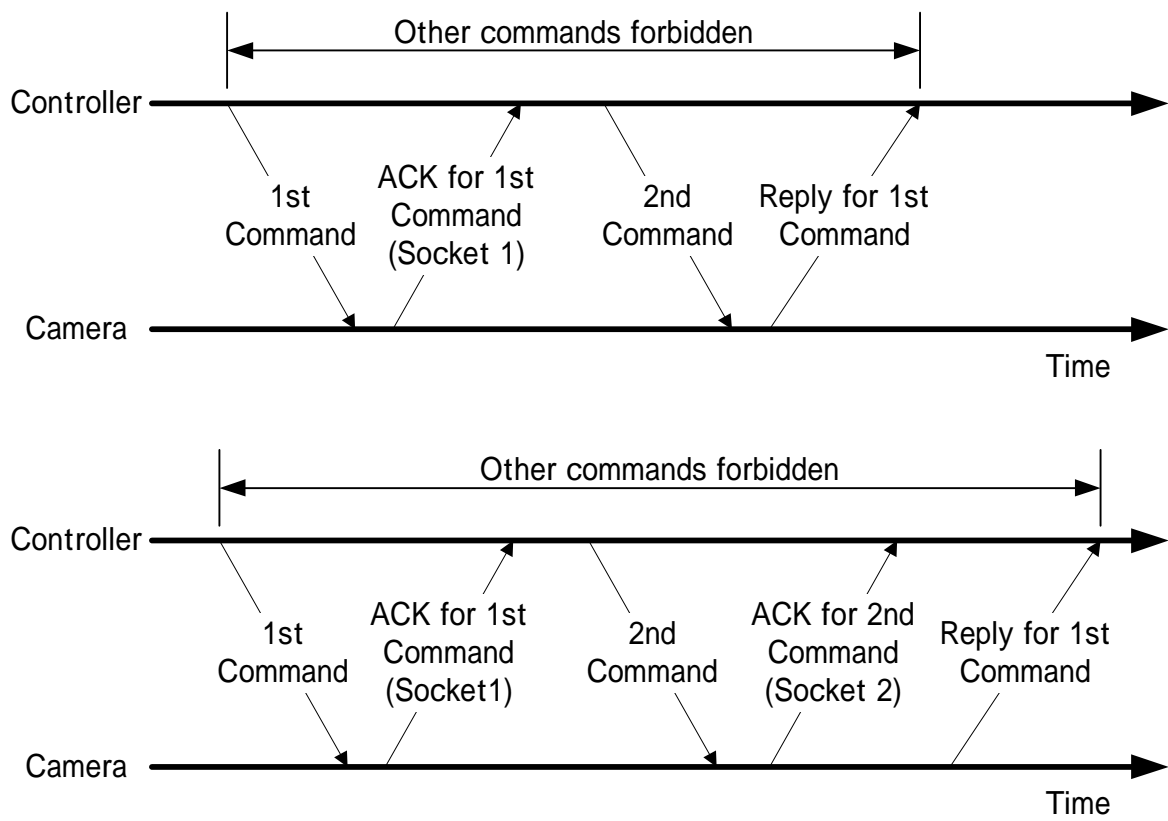 Other commands forbidden
Controller
1st
Command
ACK for 1st
Command
(Socket 1)
2nd
Command
Reply for 1st
Command
Camera
Time
Other commands forbidden
Controller
1st
Command
ACK for 1st
Command
(Socket1)
2nd
Command
ACK for 2nd
Command
(Socket 2)
Reply for 1st
Command
Camera
Time